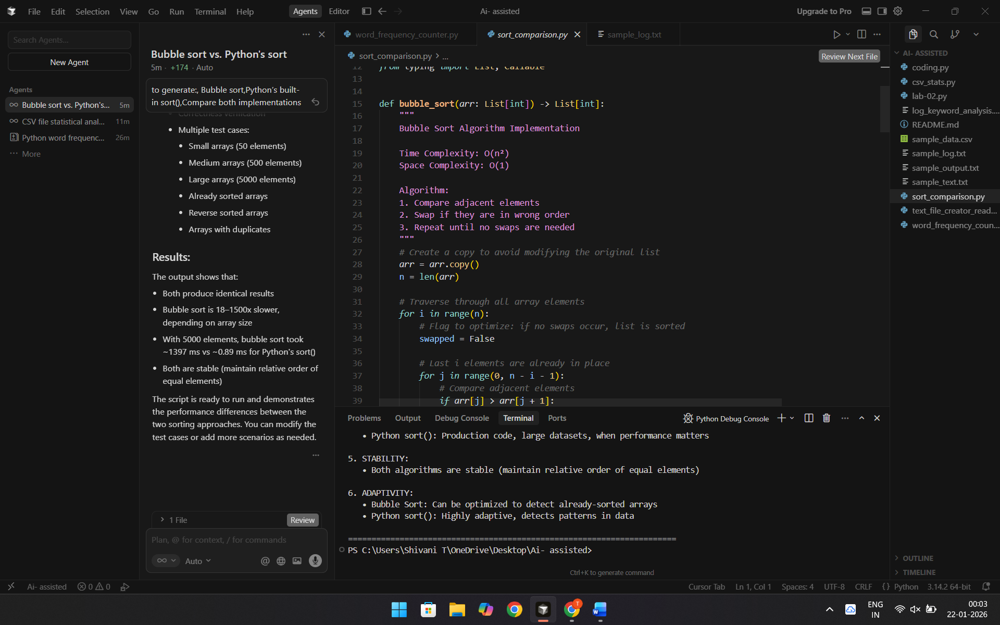 File Edit Selection View Go Run Terminal Help
Agents Editor
Ai- assisted
Upgrade to Pro
Search Agents...
New Agent
Agents
Bubble sort vs. Python's... 5m
CSV file statistical anal... 11m
Python word frequenc... 26m
More
Bubble sort vs. Python's sort
5m · +174 · Auto
to generate:, Bubble sort,Python's built-
in sort(),Compare both implementations
Correctness verification
• Multiple test cases:
• Small arrays (50 elements)
• Medium arrays (500 elements)
• Large arrays (5000 elements)
• Already sorted arrays
• Reverse sorted arrays
• Arrays with duplicates
Results:
The output shows that:
• Both produce identical results
• Bubble sort is 18–1500x slower,
depending on array size
• With 5000 elements, bubble sort took
~1397 ms vs ~0.89 ms for Python's sort()
• Both are stable (maintain relative order of
equal elements)
The script is ready to run and demonstrates
the performance differences between the
two sorting approaches. You can modify the
test cases or add more scenarios as needed.
1 File Review
Plan, @ for context, / for commands
Auto
word_frequency_counter.py sort_comparison.py sample_log.txt
sort_comparison.py > ...
Review Next File
12 from typing import List, Callable
13
14
15 def bubble_sort(arr: List[int]) -> List[int]:
16 """
17 Bubble Sort Algorithm Implementation
18
19 Time Complexity: O(n²)
20 Space Complexity: O(1)
21
22 Algorithm:
23 1. Compare adjacent elements
24 2. Swap if they are in wrong order
25 3. Repeat until no swaps are needed
26 """
27 # Create a copy to avoid modifying the original list
28 arr = arr.copy()
29 n = len(arr)
30
31 # Traverse through all array elements
32 for i in range(n):
33 # Flag to optimize: if no swaps occur, list is sorted
34 swapped = False
35
36 # Last i elements are already in place
37 for j in range(0, n - i - 1):
38 # Compare adjacent elements
39 if arr[j] > arr[j + 1]:
Problems Output Debug Console Terminal Ports
Python Debug Console
• Python sort(): Production code, large datasets, when performance matters
5. STABILITY:
• Both algorithms are stable (maintain relative order of equal elements)
6. ADAPTIVITY:
• Bubble Sort: Can be optimized to detect already-sorted arrays
• Python sort(): Highly adaptive, detects patterns in data
======================================================================
PS C:\Users\Shivani T\OneDrive\Desktop\Ai- assisted>
Ctrl+K to generate command
AI- ASSISTED
coding.py
csv_stats.py
lab-02.py
log_keyword_analysis....
README.md
sample_data.csv
sample_log.txt
sample_output.txt
sample_text.txt
sort_comparison.py
text_file_creator_read...
word_frequency_coun...
OUTLINE
TIMELINE
Ai- assisted 0 0
Cursor Tab Ln 1, Col 1 Spaces: 4 UTF-8 CRLF {} Python 3.14.2 64-bit
T
W
ENG
IN
00:03
22-01-2026